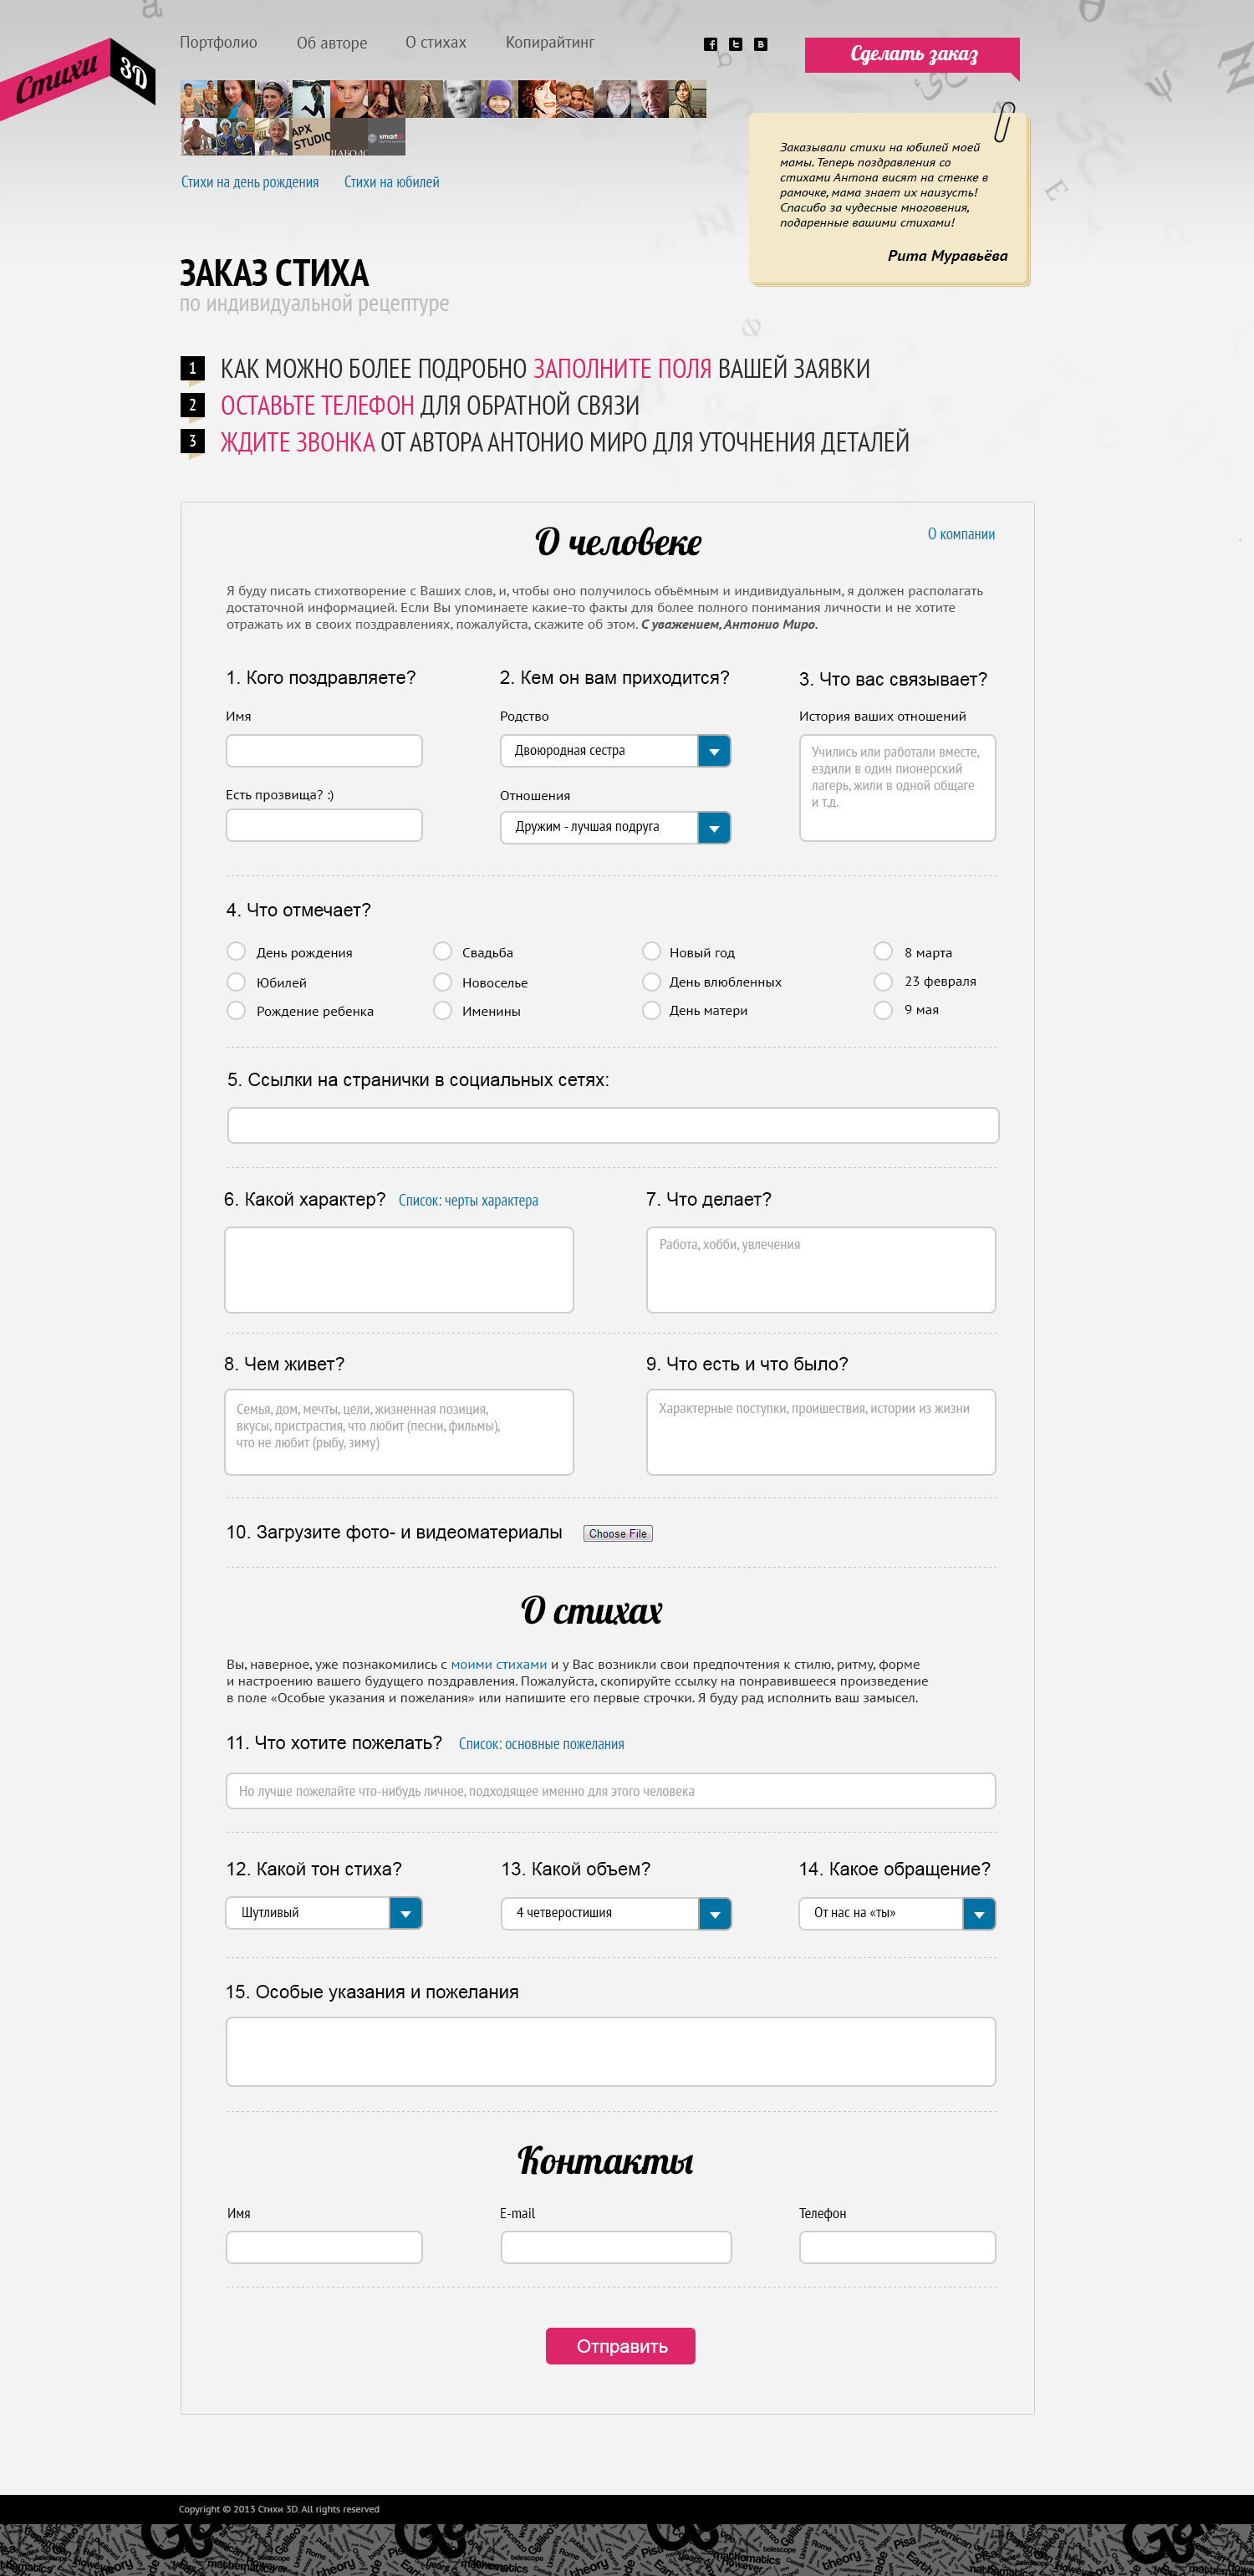 Портфолио
Об авторе
О стихах
Копирайтинг
Сделать заказ
Стихи 3D
АРХ
STUDIO
smart
Стихи на день рождения
Стихи на юбилей
Заказывали стихи на юбилей моей
мамы. Теперь поздравления со
стихами Антона висят на стенке в
рамочке, мама знает их наизусть!
Спасибо за чудесные многовения,
подаренные вашими стихами!
Рита Муравьёва
ЗАКАЗ СТИХА
по индивидуальной рецептуре
1 КАК МОЖНО БОЛЕЕ ПОДРОБНО ЗАПОЛНИТЕ ПОЛЯ ВАШЕЙ ЗАЯВКИ
2 ОСТАВЬТЕ ТЕЛЕФОН ДЛЯ ОБРАТНОЙ СВЯЗИ
3 ЖДИТЕ ЗВОНКА ОТ АВТОРА АНТОНИО МИРО ДЛЯ УТОЧНЕНИЯ ДЕТАЛЕЙ
О человеке
О компании
Я буду писать стихотворение с Ваших слов, и, чтобы оно получилось объёмным и индивидуальным, я должен располагать
достаточной информацией. Если Вы упоминаете какие-то факты для более полного понимания личности и не хотите
отражать их в своих поздравлениях, пожалуйста, скажите об этом. С уважением, Антонио Миро.
1. Кого поздравляете?
Имя
Есть прозвища? :)
2. Кем он вам приходится?
Родство
Двоюродная сестра
Отношения
Дружим - лучшая подруга
3. Что вас связывает?
История ваших отношений
Учились или работали вместе,
ездили в один пионерский
лагерь, жили в одной общаге
и т.д.
4. Что отмечает?
День рождения
Свадьба
Новый год
8 марта
Юбилей
Новоселье
День влюбленных
23 февраля
Рождение ребенка
Именины
День матери
9 мая
5. Ссылки на странички в социальных сетях:
6. Какой характер?
Список: черты характера
7. Что делает?
Работа, хобби, увлечения
8. Чем живет?
Семья, дом, мечты, цели, жизненная позиция,
вкусы, пристрастия, что любит (песни, фильмы),
что не любит (рыбу, зиму)
9. Что есть и что было?
Характерные поступки, проишествия, истории из жизни
10. Загрузите фото- и видеоматериалы
Choose File
О стихах
Вы, наверное, уже познакомились с моими стихами и у Вас возникли свои предпочтения к стилю, ритму, форме
и настроению вашего будущего поздравления. Пожалуйста, скопируйте ссылку на понравившееся произведение
в поле «Особые указания и пожелания» или напишите его первые строчки. Я буду рад исполнить ваш замысел.
11. Что хотите пожелать?
Список: основные пожелания
Но лучше пожелайте что-нибудь личное, подходящее именно для этого человека
12. Какой тон стиха?
Шутливый
13. Какой объем?
4 четверостишия
14. Какое обращение?
От нас на «ты»
15. Особые указания и пожелания
Контакты
Имя
E-mail
Телефон
Отправить
Copyright © 2013 Стихи 3D. All rights reserved